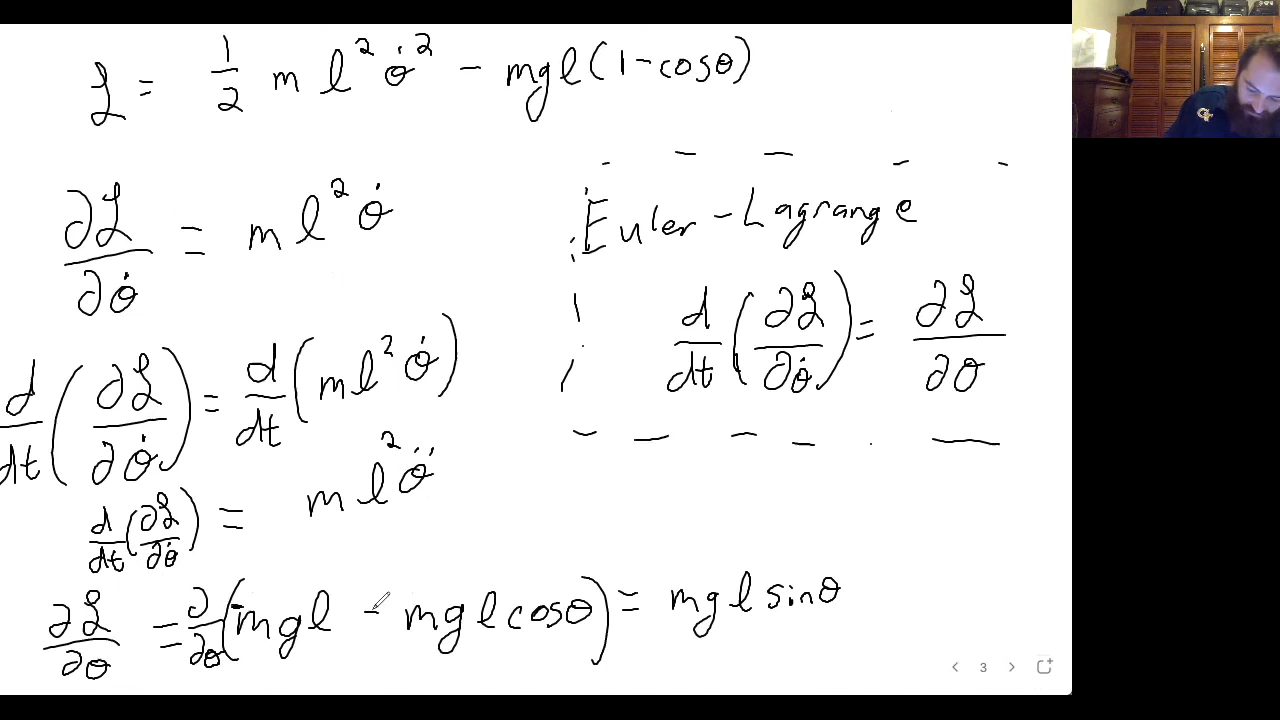 ℒ = 1/2 m l² θ̇² − mgl(1−cosθ)
∂ℒ/∂θ̇ = m l² θ̇
Euler-Lagrange
d/dt (∂ℒ/∂θ̇) = ∂ℒ/∂θ
d/dt (∂ℒ/∂θ̇) = d/dt (m l² θ̇)
d/dt (∂ℒ/∂θ̇) = m l² θ̈
∂ℒ/∂θ = ∂/∂θ (-mgl - mgl cosθ) = mgl sinθ
< 3 >
GT